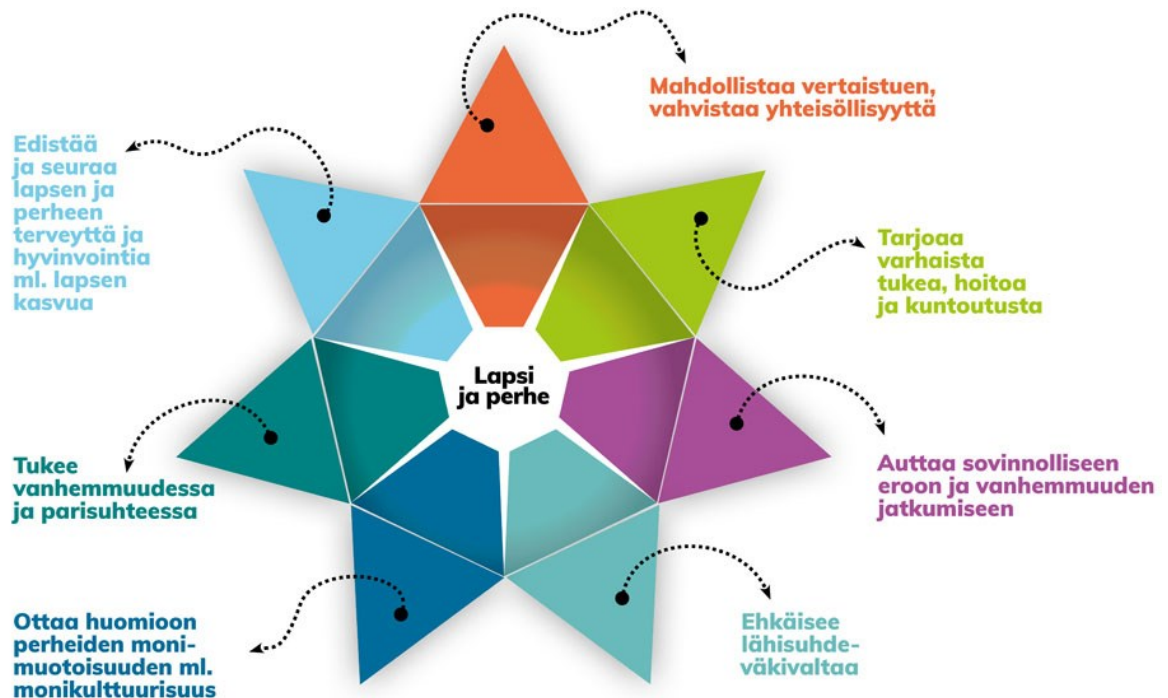 Mahdollistaa vertaistuen,
vahvistaa yhteisöllisyyttä
Edistää
ja seuraa
lapsen ja
perheen
terveyttä ja
hyvinvointia
ml. lapsen
kasvua
Tarjoaa
varhaista
tukea, hoitoa
ja kuntoutusta
Lapsi
ja perhe
Tukee
vanhemmuudessa
ja parisuhteessa
Auttaa sovinnolliseen
eroon ja vanhemmuuden
jatkumiseen
Ottaa huomioon
perheiden moni-
muotoisuuden ml.
monikulttuurisuus
Ehkäisee
lähisuhde-
väkivaltaa